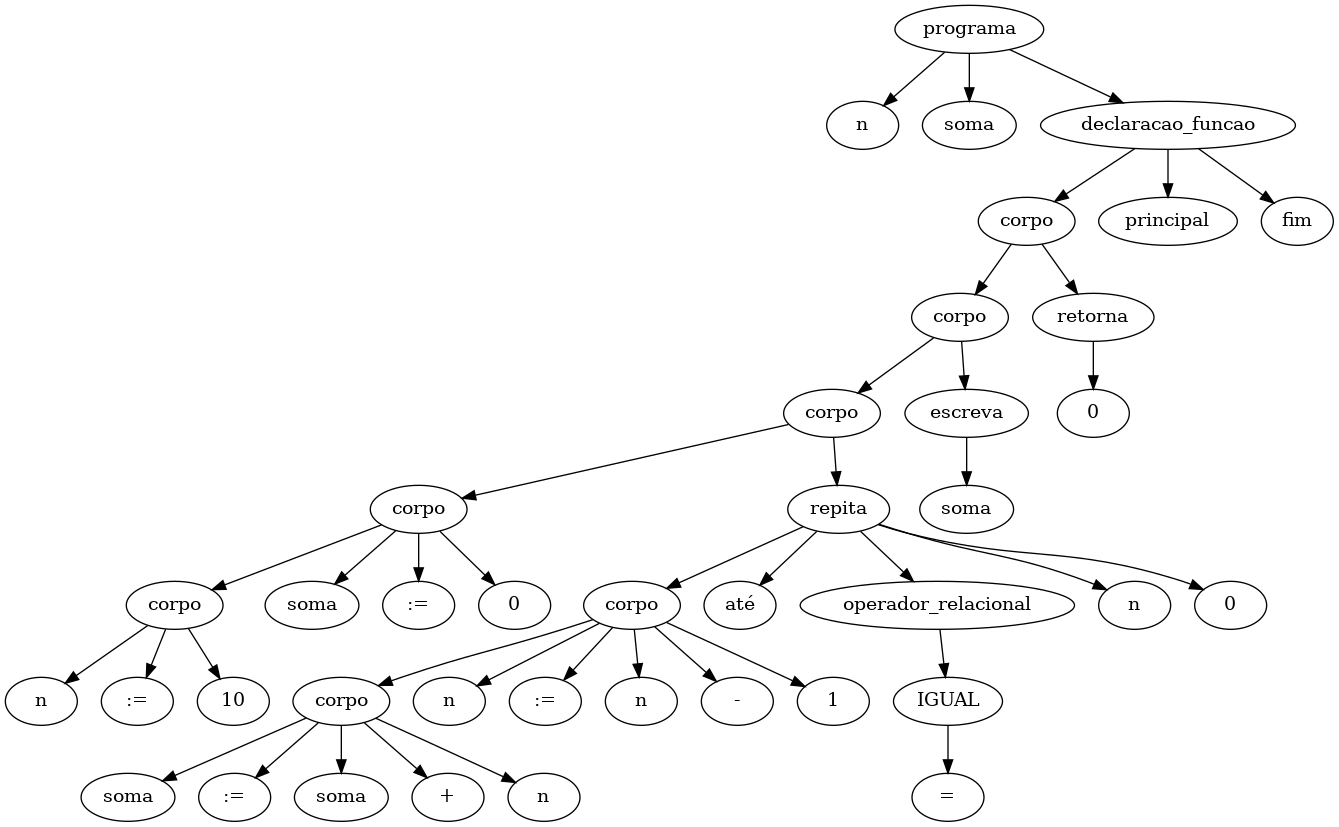 programa
n soma declaracao_funcao
corpo principal fim
corpo retorna
corpo escreva 0
corpo repita soma
corpo soma := 0 corpo até operador_relacional n 0
n := 10 corpo n := n - 1 IGUAL
soma := soma + n =